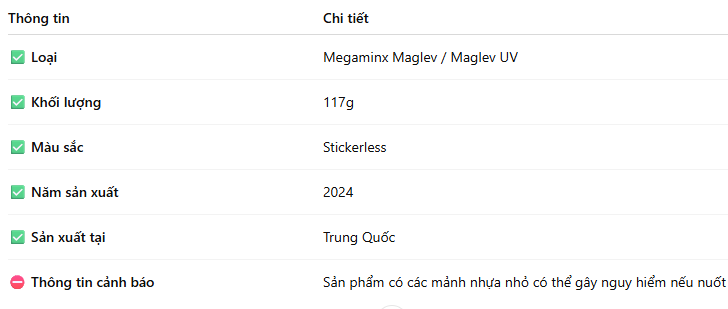 Thông tin Chi tiết
✅ Loại Megaminx Maglev / Maglev UV
✅ Khối lượng 117g
✅ Màu sắc Stickerless
✅ Năm sản xuất 2024
✅ Sản xuất tại Trung Quốc
⛔ Thông tin cảnh báo Sản phẩm có các mảnh nhựa nhỏ có thể gây nguy hiểm nếu nuốt